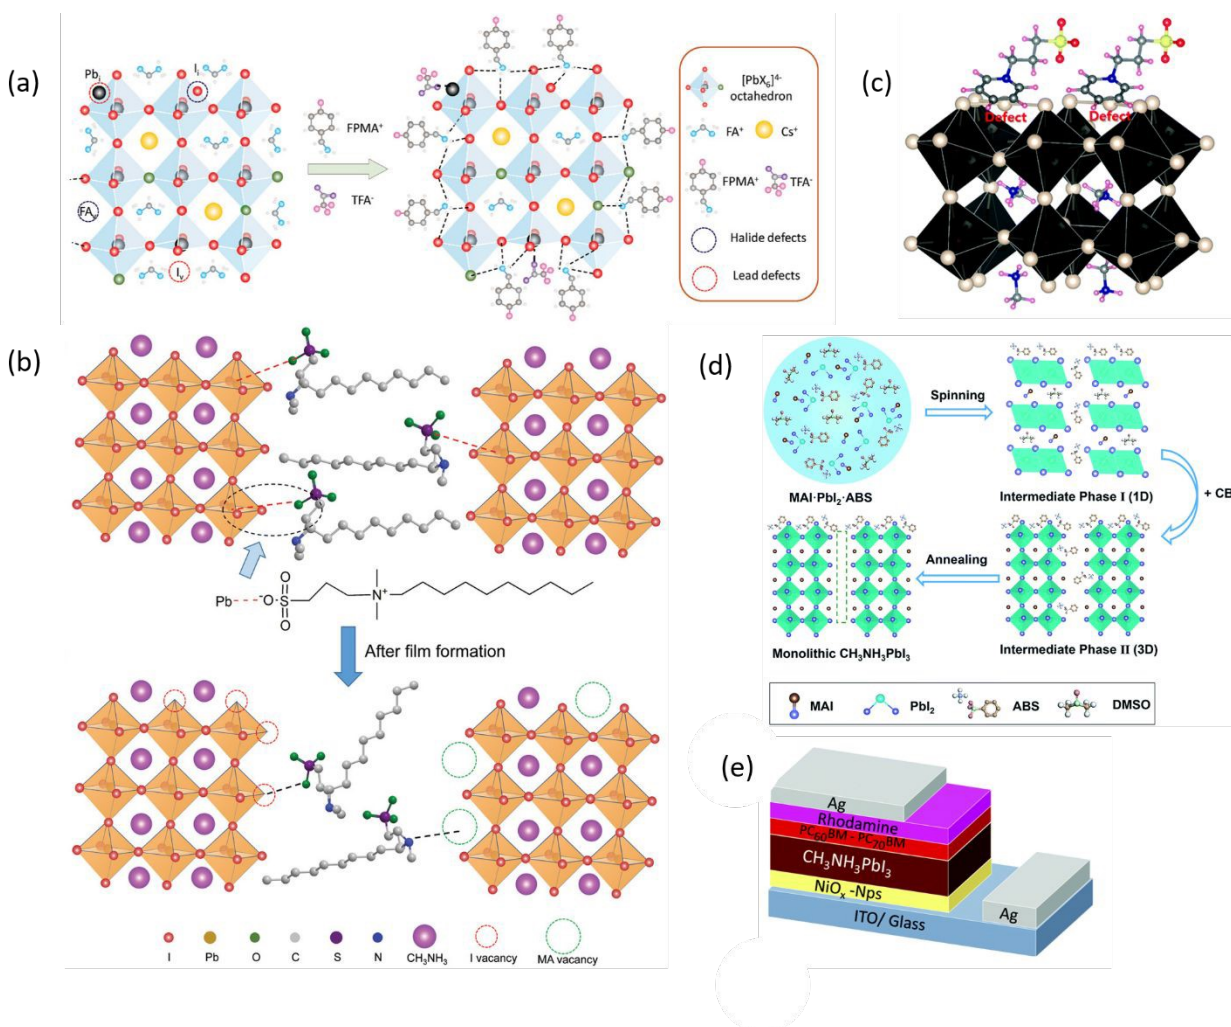 (a)
Pbᵢ
Iᵢ
FAᵥ
Iᵥ
FPMA⁺
TFA⁻
[PbX₆]⁴⁻
octahedron
FA⁺
Cs⁺
FPMA⁺
TFA⁻
Halide defects
Lead defects
(c)
Defect
Defect
(b)
Pb
⁻O
S
O
O
N⁺
After film formation
I
Pb
O
C
S
N
CH₃NH₃
I vacancy
MA vacancy
(d)
MAI·PbI₂·ABS
Spinning
Intermediate Phase I (1D)
+ CB
Annealing
Monolithic CH₃NH₃PbI₃
Intermediate Phase II (3D)
MAI
PbI₂
ABS
DMSO
(e)
Ag
Rhodamine
PC₆₀BM - PC₂₀BM
CH₃NH₃PbI₃
NiOₓ -Nps
ITO/ Glass
Ag